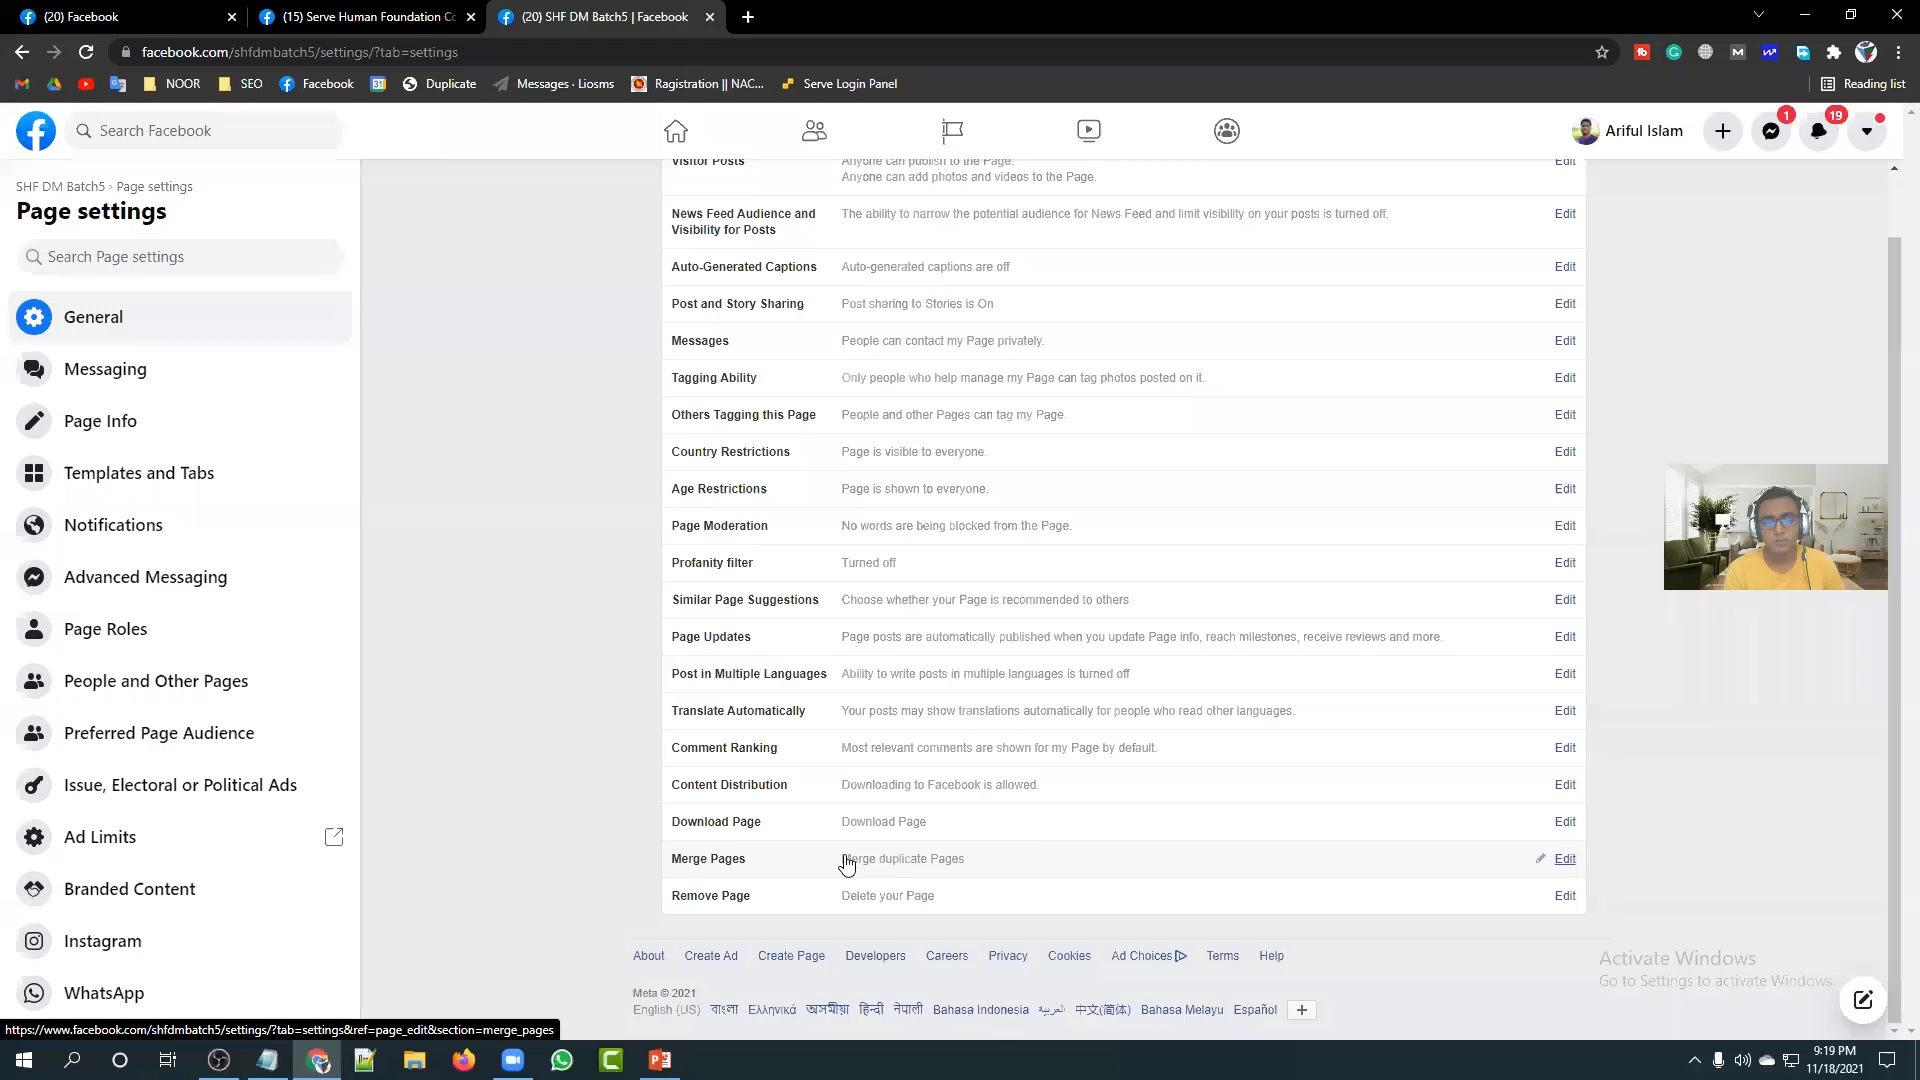 (20) Facebook
(15) Serve Human Foundation Co
(20) SHF DM Batch5 | Facebook
facebook.com/shfdmbatch5/settings/?tab=settings
NOOR
SEO
Facebook
31
Duplicate
Messages · Liosms
Ragistration || NAC...
Serve Login Panel
Reading list
Search Facebook
Ariful Islam
1
19
SHF DM Batch5 › Page settings
Page settings
Search Page settings
General
Messaging
Page Info
Templates and Tabs
Notifications
Advanced Messaging
Page Roles
People and Other Pages
Preferred Page Audience
Issue, Electoral or Political Ads
Ad Limits
Branded Content
Instagram
WhatsApp
Visitor Posts Anyone can publish to the Page. Edit
Anyone can add photos and videos to the Page.
News Feed Audience and The ability to narrow the potential audience for News Feed and limit visibility on your posts is turned off. Edit
Visibility for Posts
Auto-Generated Captions Auto-generated captions are off Edit
Post and Story Sharing Post sharing to Stories is On Edit
Messages People can contact my Page privately. Edit
Tagging Ability Only people who help manage my Page can tag photos posted on it. Edit
Others Tagging this Page People and other Pages can tag my Page. Edit
Country Restrictions Page is visible to everyone. Edit
Age Restrictions Page is shown to everyone. Edit
Page Moderation No words are being blocked from the Page. Edit
Profanity filter Turned off Edit
Similar Page Suggestions Choose whether your Page is recommended to others Edit
Page Updates Page posts are automatically published when you update Page info, reach milestones, receive reviews and more. Edit
Post in Multiple Languages Ability to write posts in multiple languages is turned off Edit
Translate Automatically Your posts may show translations automatically for people who read other languages. Edit
Comment Ranking Most relevant comments are shown for my Page by default. Edit
Content Distribution Downloading to Facebook is allowed. Edit
Download Page Download Page Edit
Merge Pages Merge duplicate Pages Edit
Remove Page Delete your Page Edit
About Create Ad Create Page Developers Careers Privacy Cookies Ad Choices Terms Help
Meta © 2021
English (US) বাংলা Ελληνικά অসমীয়া हिन्दी नेपाली Bahasa Indonesia العربية 中文(简体) Bahasa Melayu Español
Activate Windows
Go to Settings to activate Windows.
https://www.facebook.com/shfdmbatch5/settings/?tab=settings&ref=page_edit&section=merge_pages
9:19 PM
11/18/2021